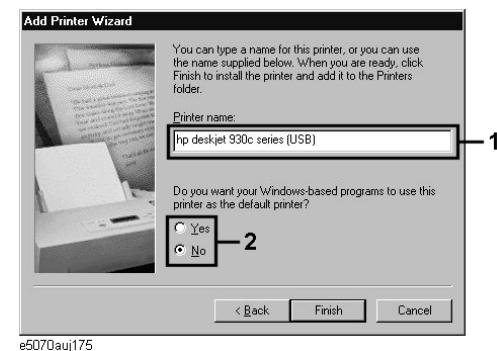 Add Printer Wizard
You can type a name for this printer, or you can use
the name supplied below. When you are ready, click
Finish to install the printer and add it to the Printers
folder.
Printer name:
hp deskjet 930c series (USB)
1
Do you want your Windows-based programs to use this
printer as the default printer?
Yes
No
2
< Back
Finish
Cancel
e5070auj175